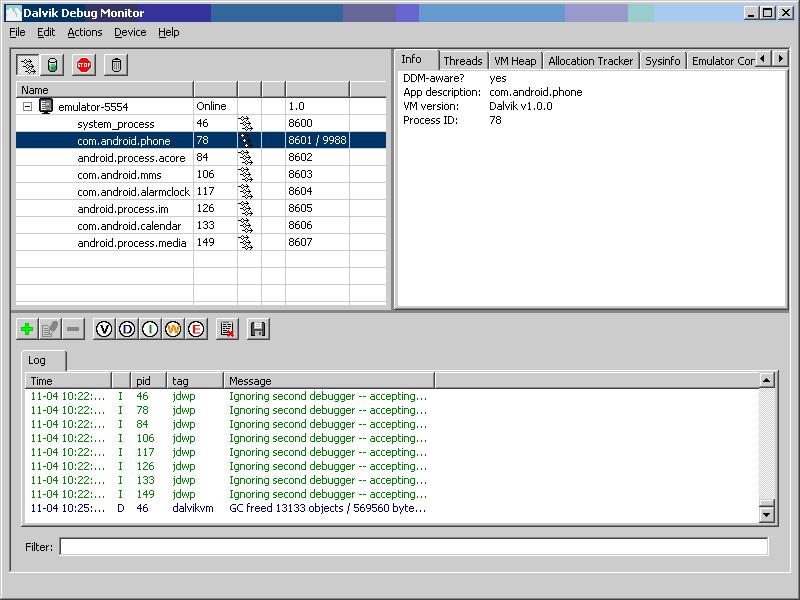 Dalvik Debug Monitor
File Edit Actions Device Help
STOP
Name
emulator-5554 Online 1.0
system_process 46 8600
com.android.phone 78 8601 / 9988
android.process.acore 84 8602
com.android.mms 106 8603
com.android.alarmclock 117 8604
android.process.im 126 8605
com.android.calendar 133 8606
android.process.media 149 8607
Info Threads VM Heap Allocation Tracker Sysinfo Emulator Cor
DDM-aware? yes
App description: com.android.phone
VM version: Dalvik v1.0.0
Process ID: 78
V D I W E
Log
Time pid tag Message
11-04 10:22:... I 46 jdwp Ignoring second debugger -- accepting...
11-04 10:22:... I 78 jdwp Ignoring second debugger -- accepting...
11-04 10:22:... I 84 jdwp Ignoring second debugger -- accepting...
11-04 10:22:... I 106 jdwp Ignoring second debugger -- accepting...
11-04 10:22:... I 117 jdwp Ignoring second debugger -- accepting...
11-04 10:22:... I 126 jdwp Ignoring second debugger -- accepting...
11-04 10:22:... I 133 jdwp Ignoring second debugger -- accepting...
11-04 10:22:... I 149 jdwp Ignoring second debugger -- accepting...
11-04 10:25:... D 46 dalvikvm GC freed 13133 objects / 569560 byte...
Filter: